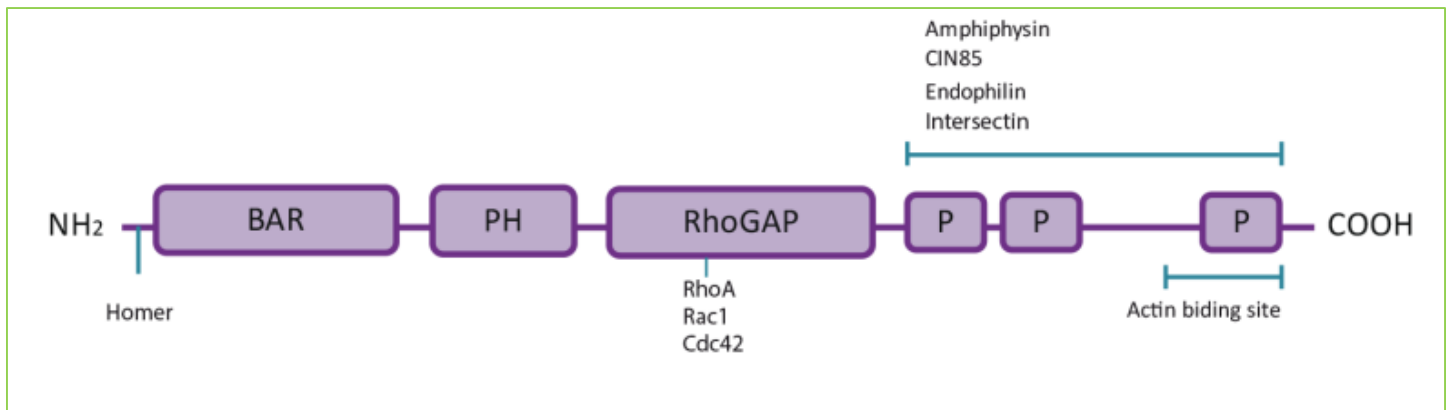 Amphiphysin
CIN85
Endophilin
Intersectin
NH2 BAR PH RhoGAP P P P COOH
Homer
RhoA
Rac1
Cdc42
Actin biding site